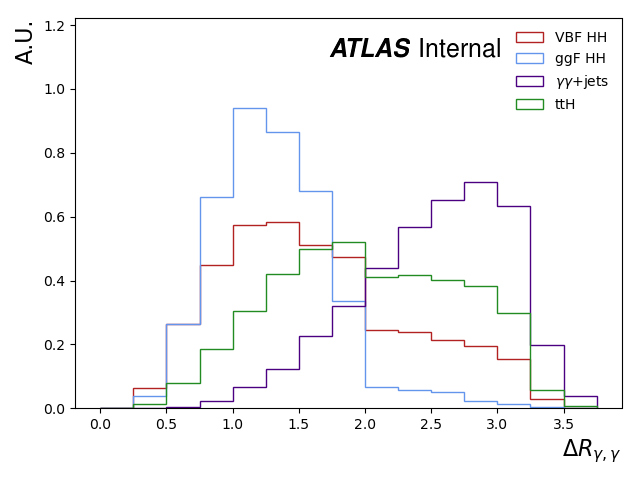 A.U.
1.2
1.0
0.8
0.6
0.4
0.2
0.0
ATLAS Internal
VBF HH
ggF HH
γγ+jets
ttH
0.0 0.5 1.0 1.5 2.0 2.5 3.0 3.5
ΔRγ, γ